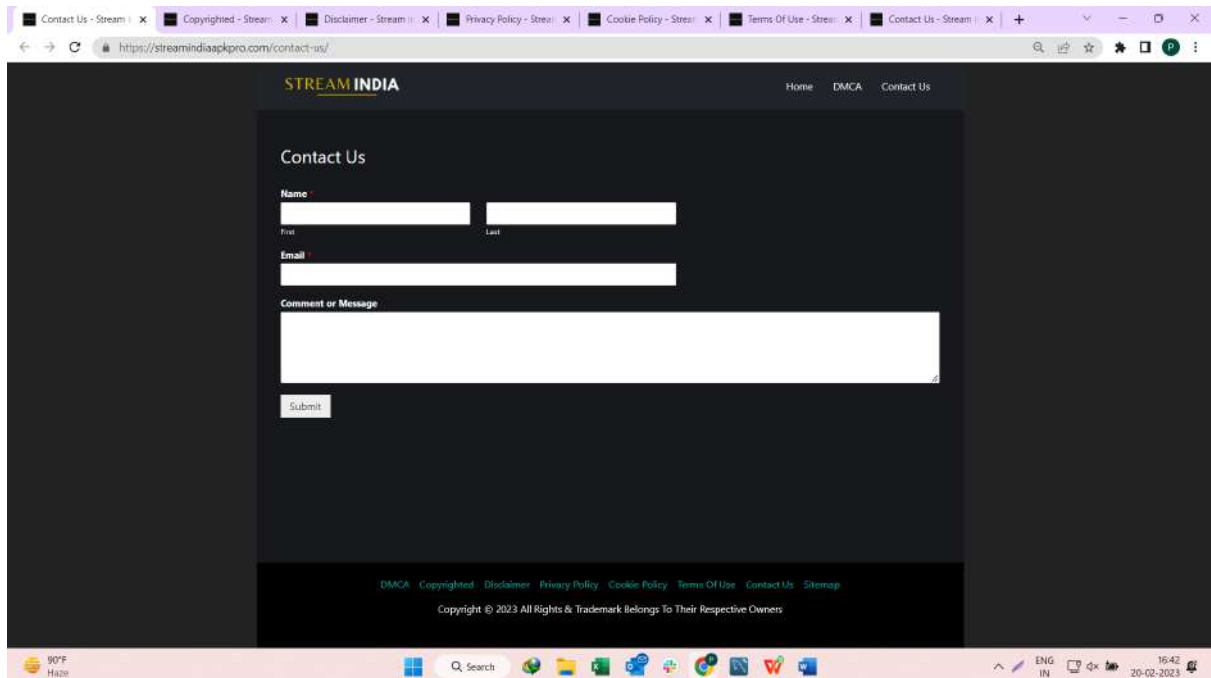 Contact Us - Stream I
Copyrighted - Stream
Disclaimer - Stream In
Privacy Policy - Strea
Cookie Policy - Stream
Terms Of Use - Stream
Contact Us - Stream I
https://streamindiaapkpro.com/contact-us/
P
STREAM INDIA
Home DMCA Contact Us
Contact Us
Name *
First Last
Email *
Comment or Message
Submit
DMCA Copyrighted Disclaimer Privacy Policy Cookie Policy Terms Of Use Contact Us Sitemap
Copyright © 2023 All Rights & Trademark Belongs To Their Respective Owners
90°F
Haze
Search
ENG
IN
16:42
20-02-2023